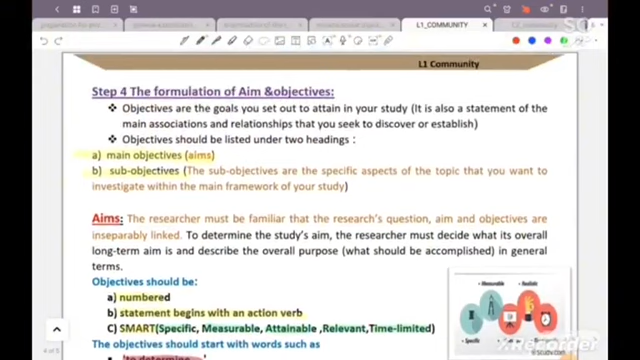 L1_COMMUNITY
L1 Community
Step 4 The formulation of Aim &objectives:
❖ Objectives are the goals you set out to attain in your study (It is also a statement of the
main associations and relationships that you seek to discover or establish)
❖ Objectives should be listed under two headings :
a) main objectives (aims)
b) sub-objectives (The sub-objectives are the specific aspects of the topic that you want to
investigate within the main framework of your study)
Aims: The researcher must be familiar that the research's question, aim and objectives are
inseparably linked. To determine the study's aim, the researcher must decide what its overall
long-term aim is and describe the overall purpose (what should be accomplished) in general
terms.
Objectives should be:
a) numbered
b) statement begins with an action verb
C) SMART(Specific, Measurable, Attainable ,Relevant,Time-limited)
The objectives should start with words such as
"to determine
Measurable
Realistic
Specific
Study.com
4 of 5